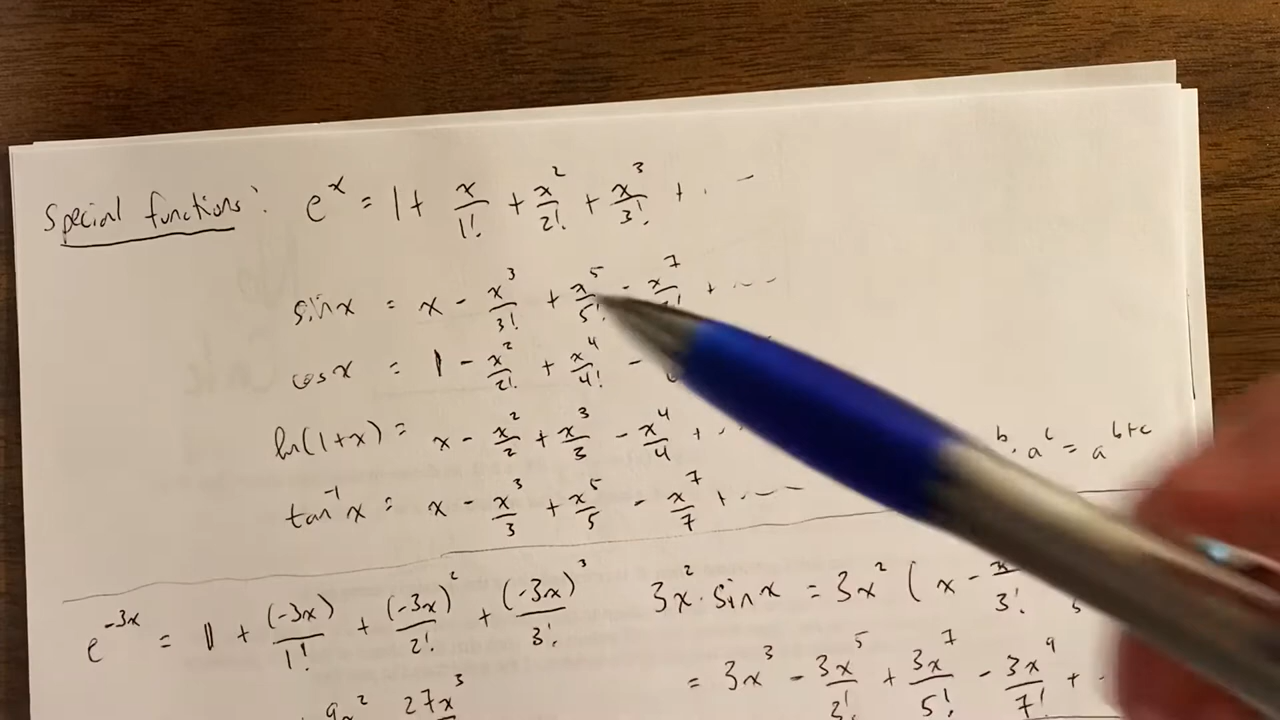 Special functions: e^x = 1 + x/1! + x^2/2! + x^3/3! + ...
sin x = x - x^3/3! + x^5/5! - x^7/ ! + ...
cos x = 1 - x^2/2! + x^4/4! -
ln(1+x) = x - x^2/2 + x^3/3 - x^4/4 + ...
b · a^c = a^(b+c)
tan^-1 x = x - x^3/3 + x^5/5 - x^7/7 + ...
e^-3x = 1 + (-3x)/1! + (-3x)^2/2! + (-3x)^3/3!
9x^2 27x^3
3x^2 · sin x = 3x^2 ( x - /3!
= 3x^3 - 3x^5/3! + 3x^7/5! - 3x^9/7! +